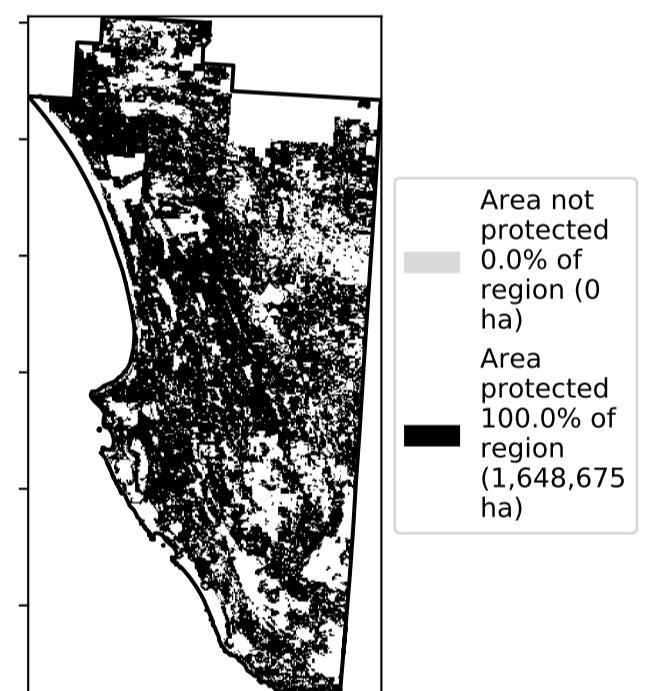 Area not
protected
0.0% of
region (0
ha)
Area
protected
100.0% of
region
(1,648,675
ha)